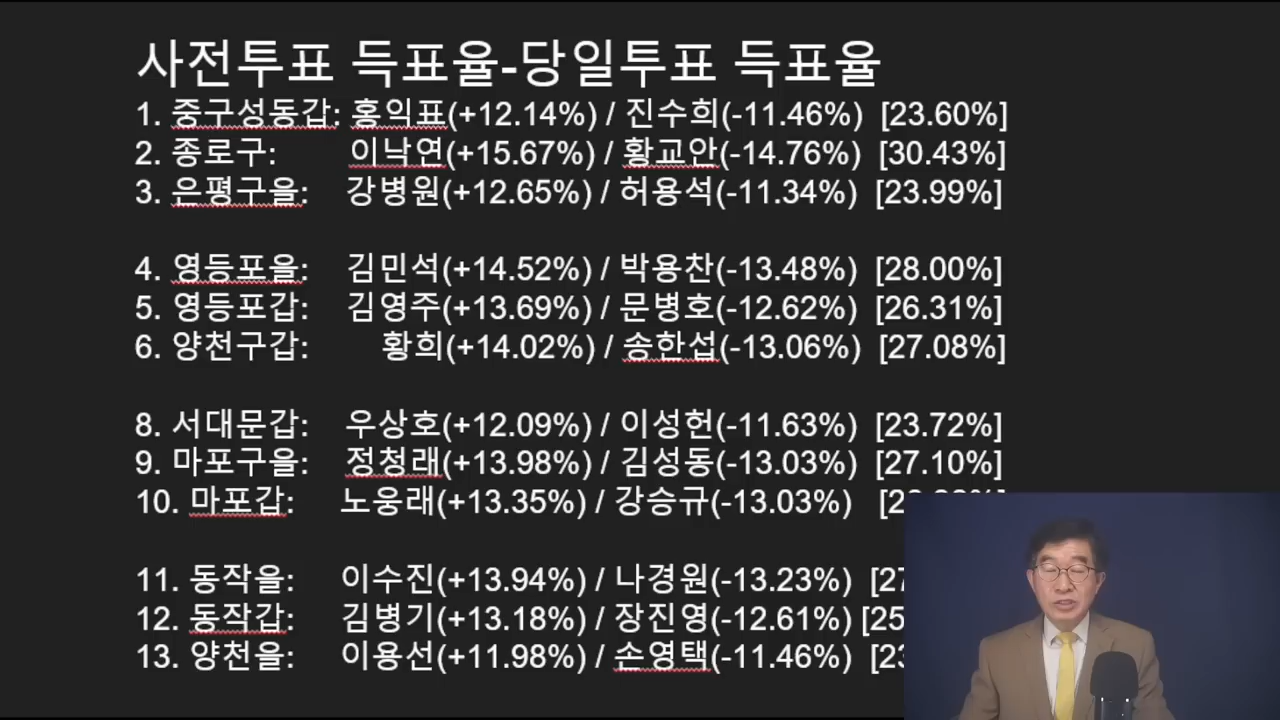 사전투표 득표율-당일투표 득표율
1. 중구성동갑: 홍익표(+12.14%) / 진수희(-11.46%) [23.60%]
2. 종로구: 이낙연(+15.67%) / 황교안(-14.76%) [30.43%]
3. 은평구을: 강병원(+12.65%) / 허용석(-11.34%) [23.99%]
4. 영등포을: 김민석(+14.52%) / 박용찬(-13.48%) [28.00%]
5. 영등포갑: 김영주(+13.69%) / 문병호(-12.62%) [26.31%]
6. 양천구갑: 황희(+14.02%) / 송한섭(-13.06%) [27.08%]
8. 서대문갑: 우상호(+12.09%) / 이성헌(-11.63%) [23.72%]
9. 마포구을: 정청래(+13.98%) / 김성동(-13.03%) [27.10%]
10. 마포갑: 노웅래(+13.35%) / 강승규(-13.03%)
11. 동작을: 이수진(+13.94%) / 나경원(-13.23%) [27
12. 동작갑: 김병기(+13.18%) / 장진영(-12.61%) [25
13. 양천을: 이용선(+11.98%) / 손영택(-11.46%) [23